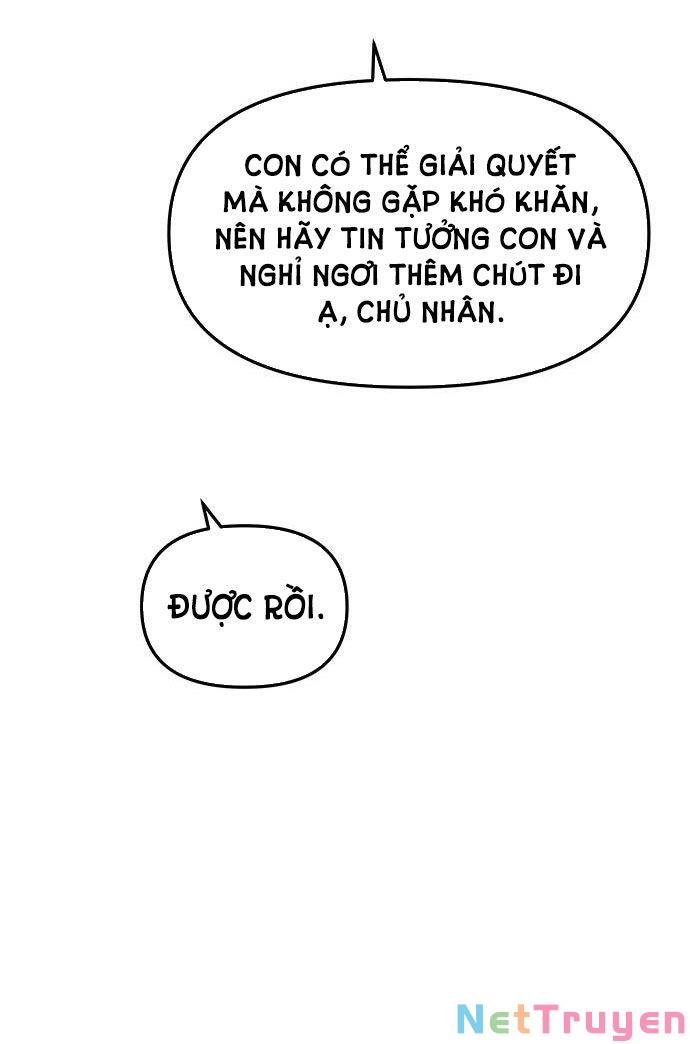 CON CÓ THỂ GIẢI QUYẾT
MÀ KHÔNG GẶP KHÓ KHĂN,
NÊN HÃY TIN TƯỞNG CON VÀ
NGHỈ NGƠI THÊM CHÚT ĐI
Ạ, CHỦ NHÂN.
ĐƯỢC RỒI.
NetTruyen